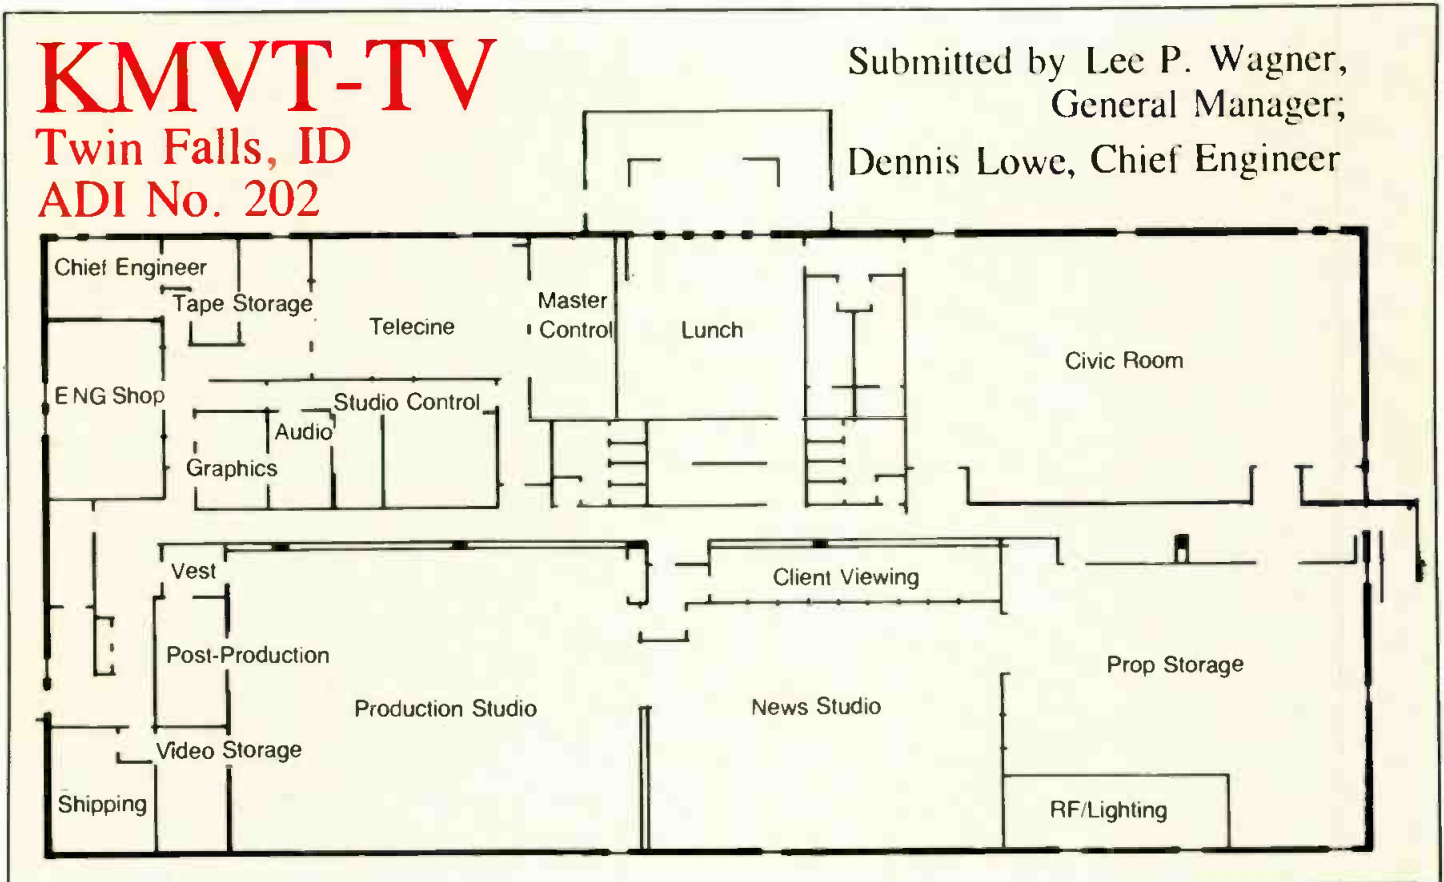 KMVT-TV
Twin Falls, ID
ADI No. 202
Submitted by Lee P. Wagner,
General Manager;
Dennis Lowe, Chief Engineer
Chief Engineer
Tape Storage
Telecine
Master
Control
Lunch
Civic Room
ENG Shop
Studio Control
Audio
Graphics
Vest
Client Viewing
Post-Production
Prop Storage
Production Studio
News Studio
Video Storage
Shipping
RF/Lighting